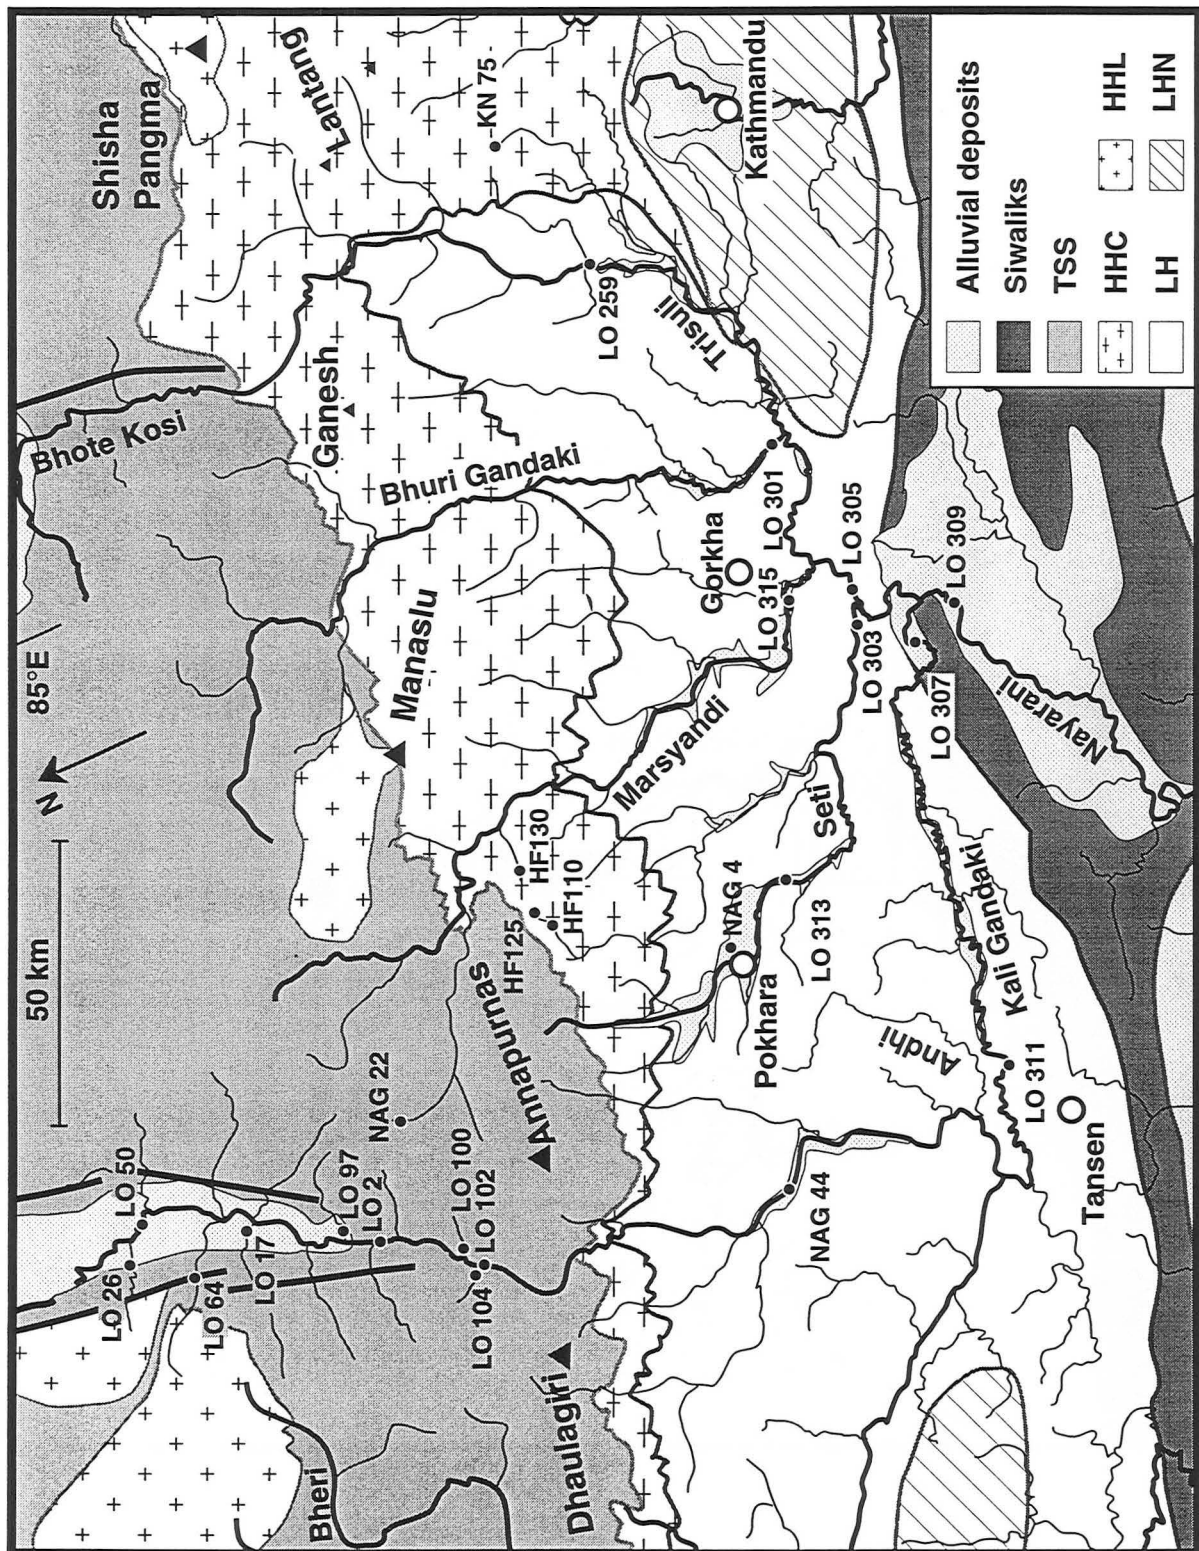 Shisha
Pangma
Lantang
KN 75
Kathmandu
Bhote Kosi
Ganesh
Bhuri Gandaki
LO 259
Trisuli
85°E
N
Manaslu
Gorkha
LO 301
LO 315
LO 305
LO 303
LO 309
LO 307
Nayarani
50 km
HF130
HF110
HF125
Marsyandi
Seti
NAG 4
LO 313
Pokhara
Annapurnas
Andhi
Kali Gandaki
LO 311
Tansen
NAG 22
LO 50
LO 97
LO 2
LO 100
LO 102
LO 104
LO 26
LO 64
LO 17
NAG 44
Bheri
Dhaulagiri
Alluvial deposits
Siwaliks
TSS
HHC
HHL
LH
LHN